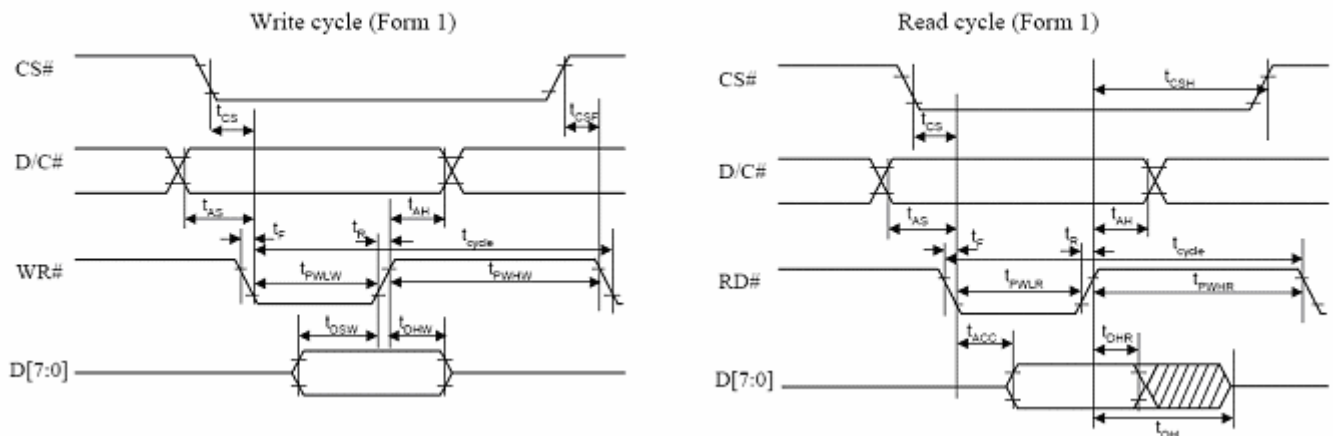 Write cycle (Form 1)
CS#
tCS
tCSF
D/C#
tAS
tAH
tF
tR
tcycle
WR#
tPWLW
tPWHW
tDSW
tDHW
D[7:0]
Read cycle (Form 1)
CS#
tCSH
tCS
D/C#
tAS
tAH
tF
tR
tcycle
RD#
tPWLR
tPWHR
tACC
tDHR
D[7:0]
tOH